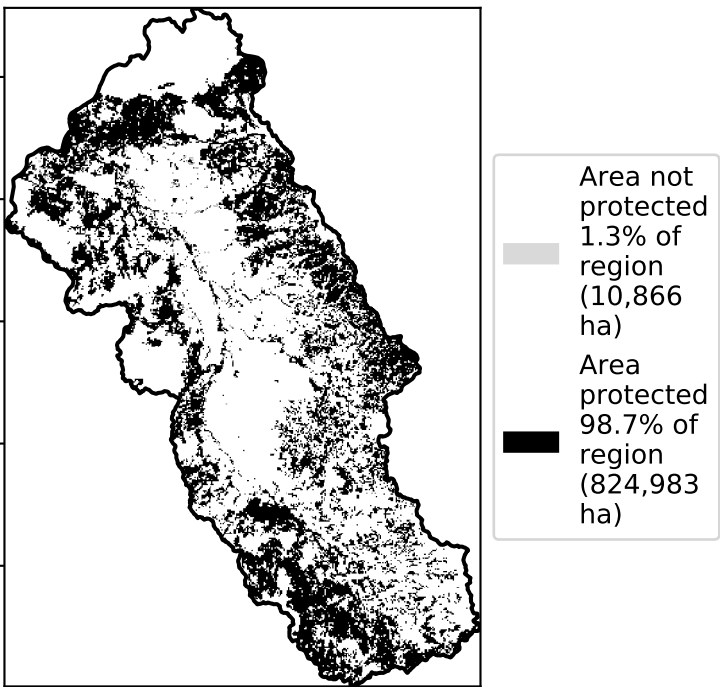 Area not
protected
1.3% of
region
(10,866
ha)
Area
protected
98.7% of
region
(824,983
ha)